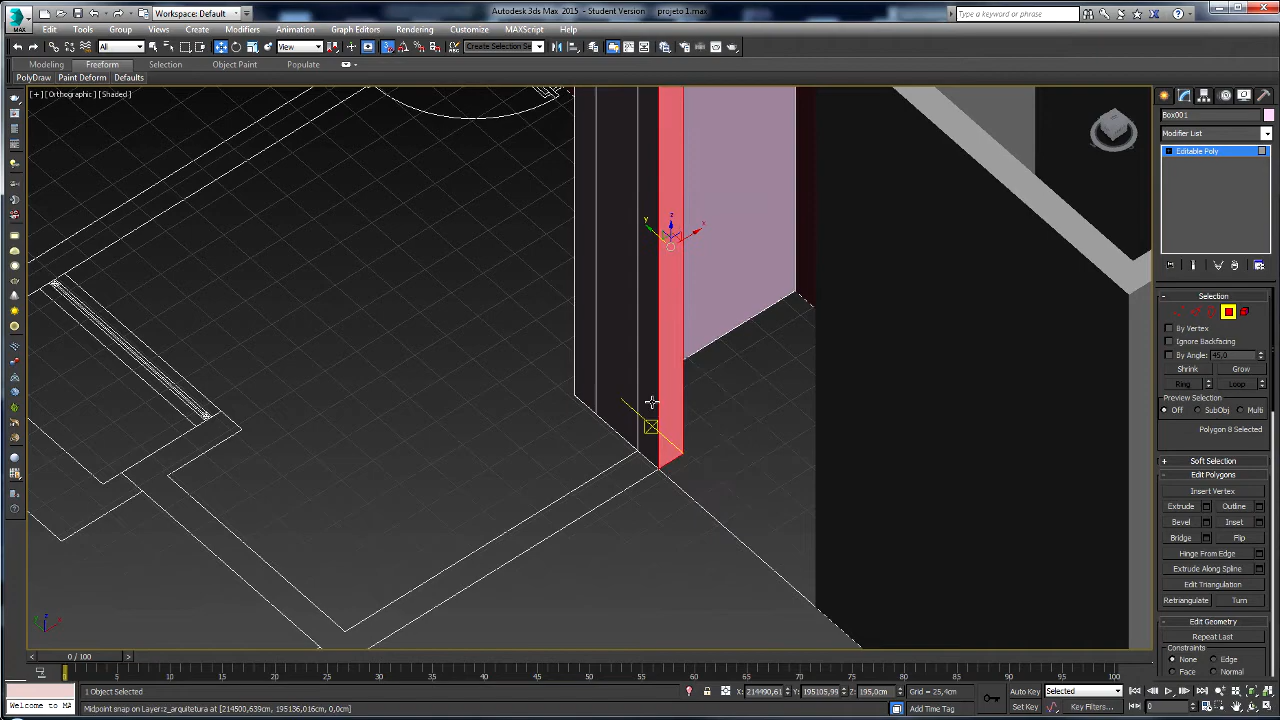 MAX
Workspace: Default
Autodesk 3ds Max 2015 - Student Version    projeto 1.max
Type a keyword or phrase
Edit Tools Group Views Create Modifiers Animation Graph Editors Rendering Customize MAXScript Help
All View Create Selection Se
Modeling Freeform Selection Object Paint Populate
PolyDraw Paint Deform Defaults
[+] [Orthographic] [Shaded]
Box001
Modifier List
Editable Poly
z
y
x
Selection
By Vertex
Ignore Backfacing
By Angle: 45,0
Shrink Grow
Ring Loop
Preview Selection
Off SubObj Multi
Polygon 8 Selected
Soft Selection
Edit Polygons
Insert Vertex
Extrude Outline
Bevel Inset
Bridge Flip
Hinge From Edge
Extrude Along Spline
Edit Triangulation
Retriangulate Turn
Edit Geometry
Repeat Last
Constraints
None Edge
Face Normal
0 / 100
0 5 10 15 20 25 30 35 40 45 50 55 60 65 70 75 80 85 90 95 100
1 Object Selected X: 214490,61 Y: 195105,99 Z: 195,0cm Grid = 25,4cm Auto Key Selected
Welcome to MA Midpoint snap on Layer:z_arquitetura at [214500,639cm, 195136,016cm, 0,0cm] Add Time Tag Set Key Key Filters... 0